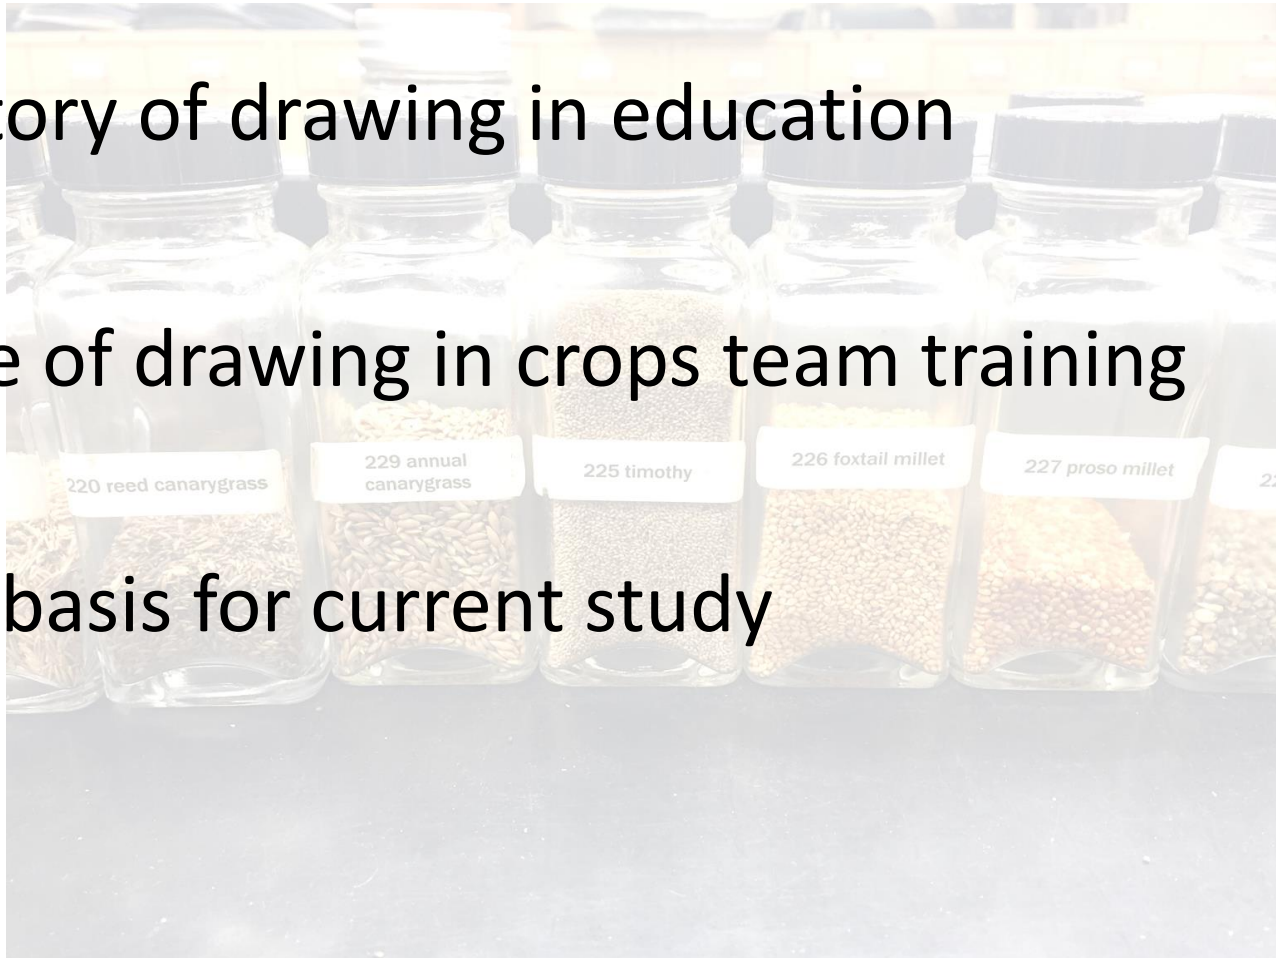 of drawing in education
of drawing in crops team training
229 annual
canarygrass
220 reed canarygrass
225 timothy
226 foxtail millet
227 proso millet
basis for current study